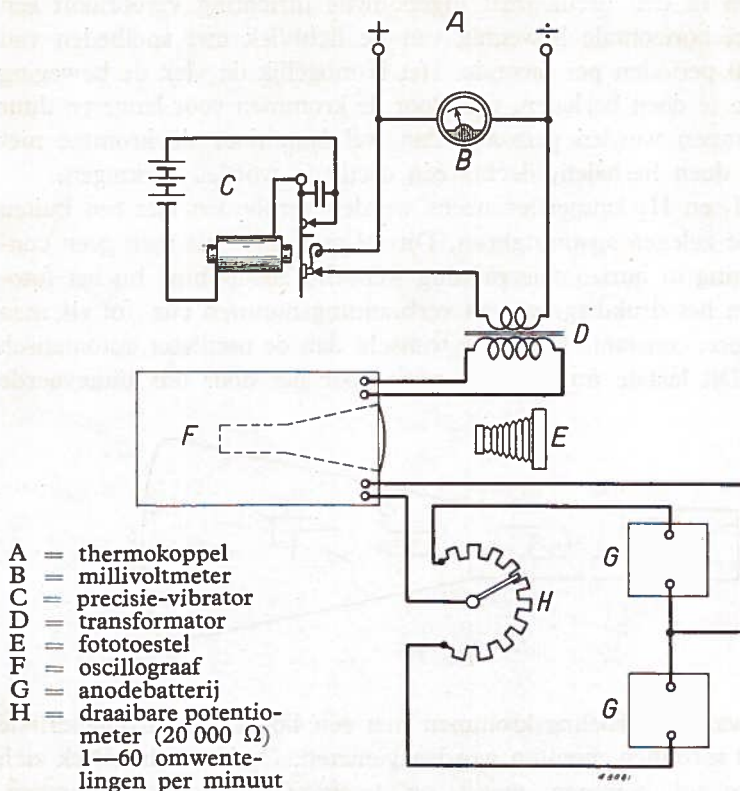 + A ÷
B
C
D
F
E
G
H
G
A = thermokoppel
B = millivoltmeter
C = precisie-vibrator
D = transformator
E = fototoestel
F = oscillograaf
G = anodebatterij
H = draaibare potentio-
meter (20 000 Ω)
1—60 omwente-
lingen per minuut